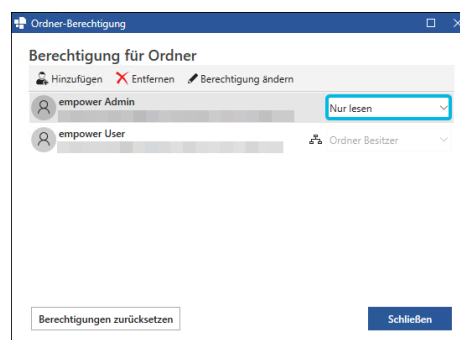 Ordner-Berechtigung
Berechtigung für Ordner
Hinzufügen Entfernen Berechtigung ändern
empower Admin
Nur lesen
empower User
Ordner Besitzer
Berechtigungen zurücksetzen Schließen